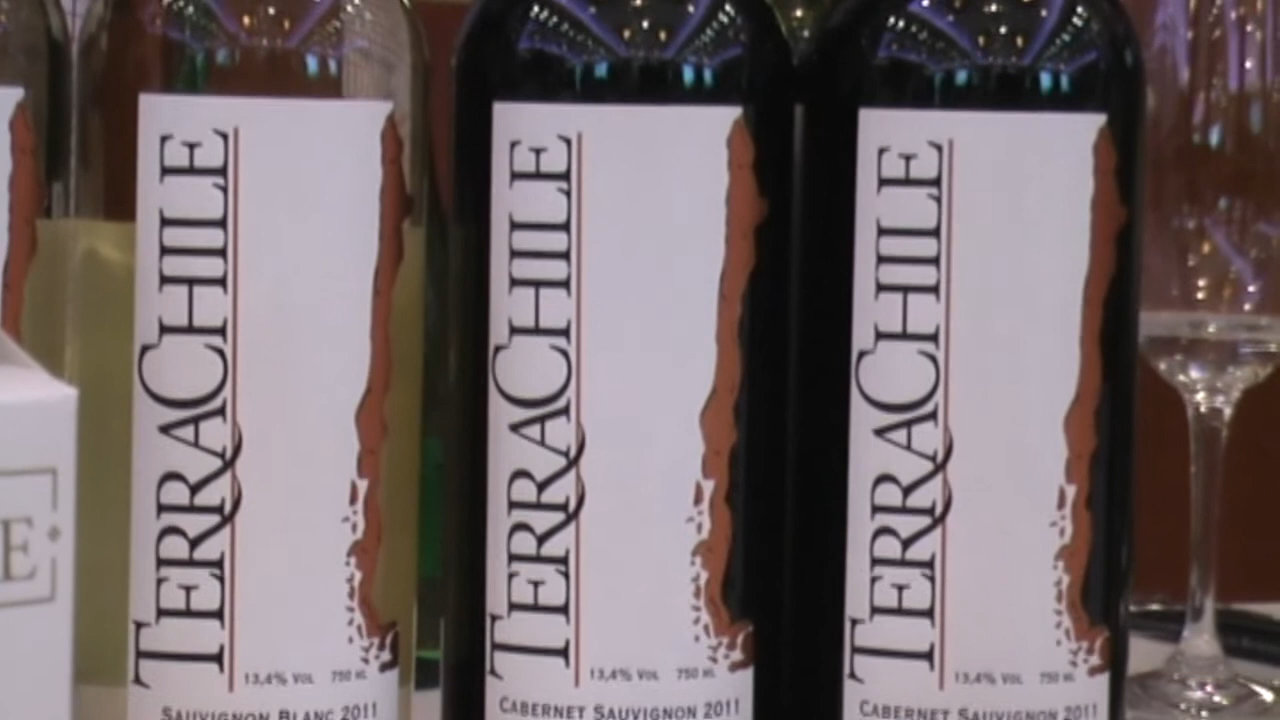 TERRACHILE
13,4% VOL 750 ML
SAUVIGNON BLANC 2011
TERRACHILE
13,4% VOL 750 ML
CABERNET SAUVIGNON 2011
TERRACHILE
13,4% VOL 750 ML
CABERNET SAUVIGNON 2011
E